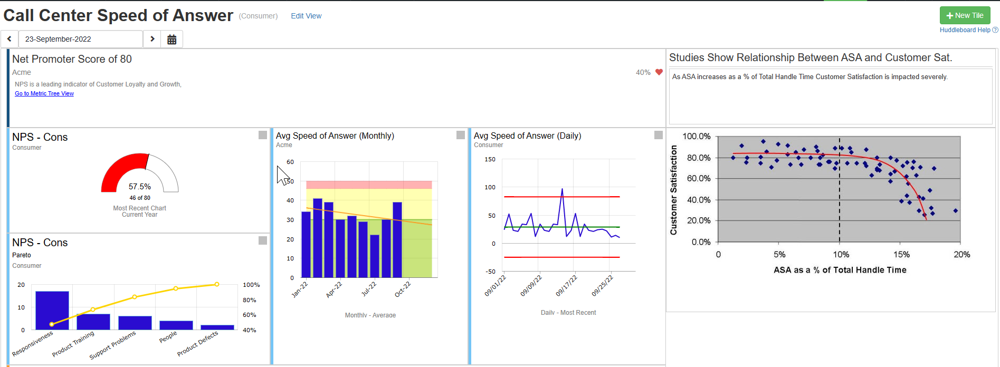 Call Center Speed of Answer (Consumer) Edit View
New Tile
Huddleboard Help ?
23-September-2022
Net Promoter Score of 80
Acme
40%
NPS is a leading indicator of Customer Loyalty and Growth,
Go to Metric Tree View
Studies Show Relationship Between ASA and Customer Sat.
As ASA increases as a % of Total Handle Time Customer Satisfaction is impacted severely.
NPS - Cons
Consumer
57.5%
46 of 80
Most Recent Chart
Current Year
NPS - Cons
Pareto
Consumer
20
10
0
100%
80%
60%
40%
Responsiveness
Product Training
Support Problems
People
Product Defects
Avg Speed of Answer (Monthly)
Acme
60
50
40
30
20
10
0
Jan-22
Apr-22
Jul-22
Oct-22
Monthly - Average
Avg Speed of Answer (Daily)
Consumer
150
100
50
0
-50
09/01/22
09/09/22
09/17/22
09/25/22
Daily - Most Recent
Customer Satisfaction
100.0%
80.0%
60.0%
40.0%
20.0%
0.0%
0
5%
10%
15%
20%
ASA as a % of Total Handle Time